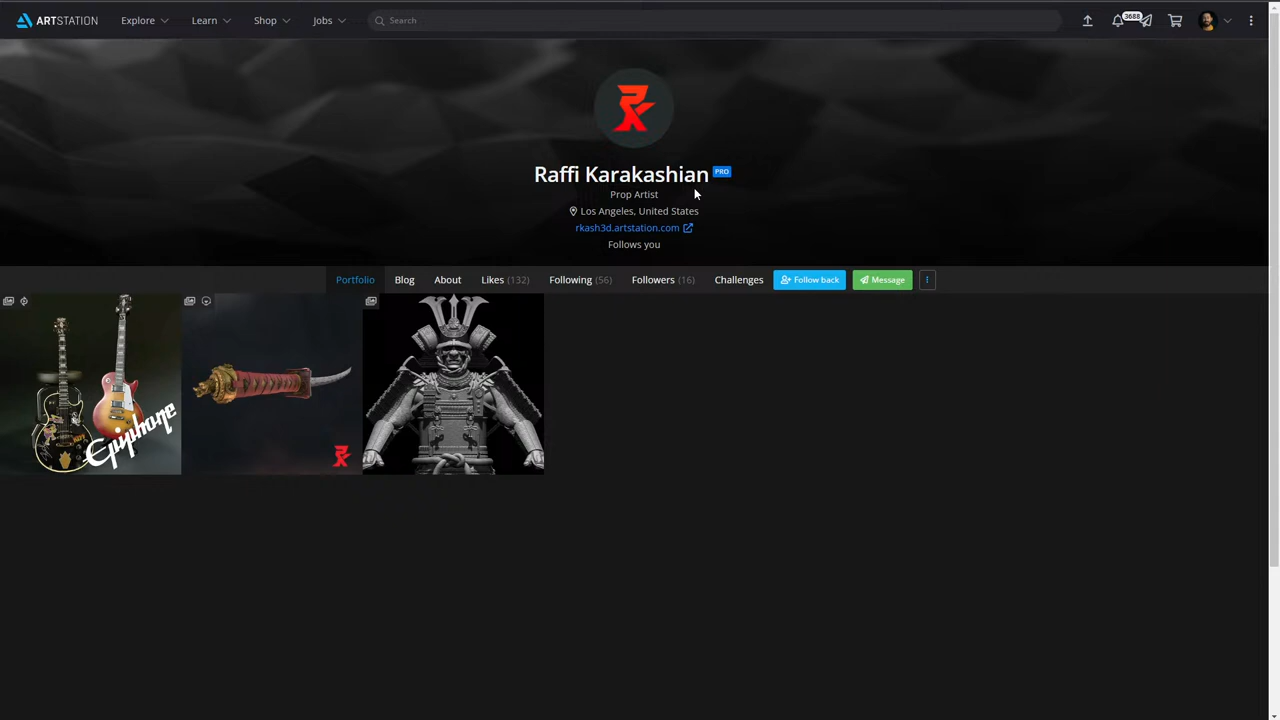 ARTSTATION
Explore
Learn
Shop
Jobs
Search
3688
Raffi Karakashian PRO
Prop Artist
Los Angeles, United States
rkash3d.artstation.com
Follows you
Portfolio
Blog
About
Likes (132)
Following (56)
Followers (16)
Challenges
Follow back
Message
Epiphone